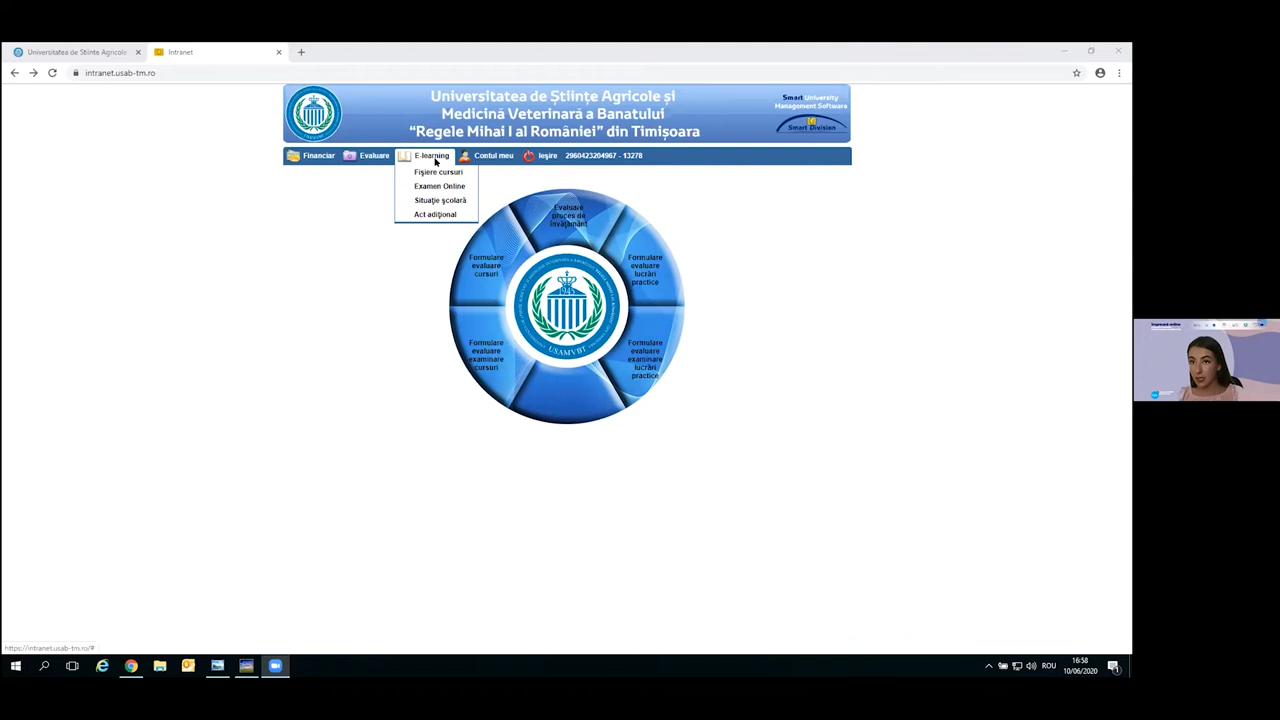 Universitatea de Stiinte Agricole
Intranet
intranet.usab-tm.ro
Universitatea de Științe Agricole și
Medicină Veterinară a Banatului
“Regele Mihai I al României” din Timișoara
Smart University
Management Software
Smart Division
Financiar
Evaluare
E-learning
Contul meu
Ieșire
2960423204967 - 13278
Fișiere cursuri
Examen Online
Situație școlară
Act adițional
Evaluare
proces de
învățământ
Formulare
evaluare
cursuri
Formulare
evaluare
lucrări
practice
Formulare
evaluare
examinare
cursuri
Formulare
evaluare
examinare
lucrări
practice
1945
USAMVBT
https://intranet.usab-tm.ro/#
ROU
16:58
10/06/2020